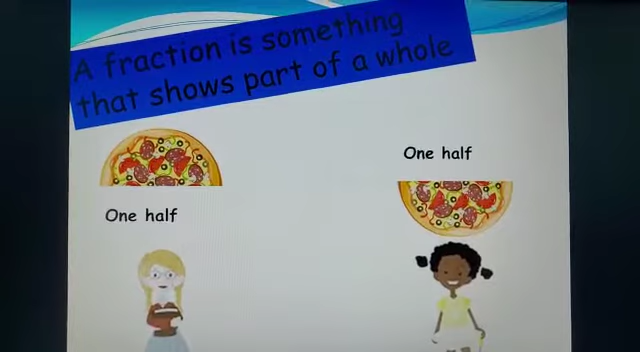 A fraction is something
that shows part of a whole
One half
One half